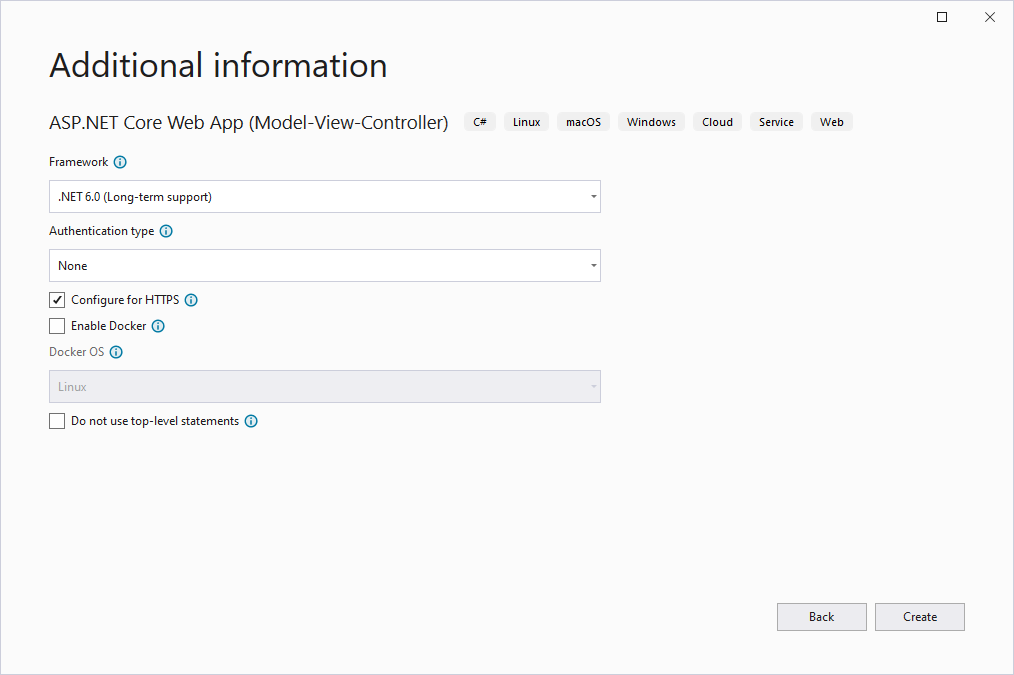 Additional information
ASP.NET Core Web App (Model-View-Controller) C# Linux macOS Windows Cloud Service Web
Framework
.NET 6.0 (Long-term support)
Authentication type
None
Configure for HTTPS
Enable Docker
Docker OS
Linux
Do not use top-level statements
Back Create